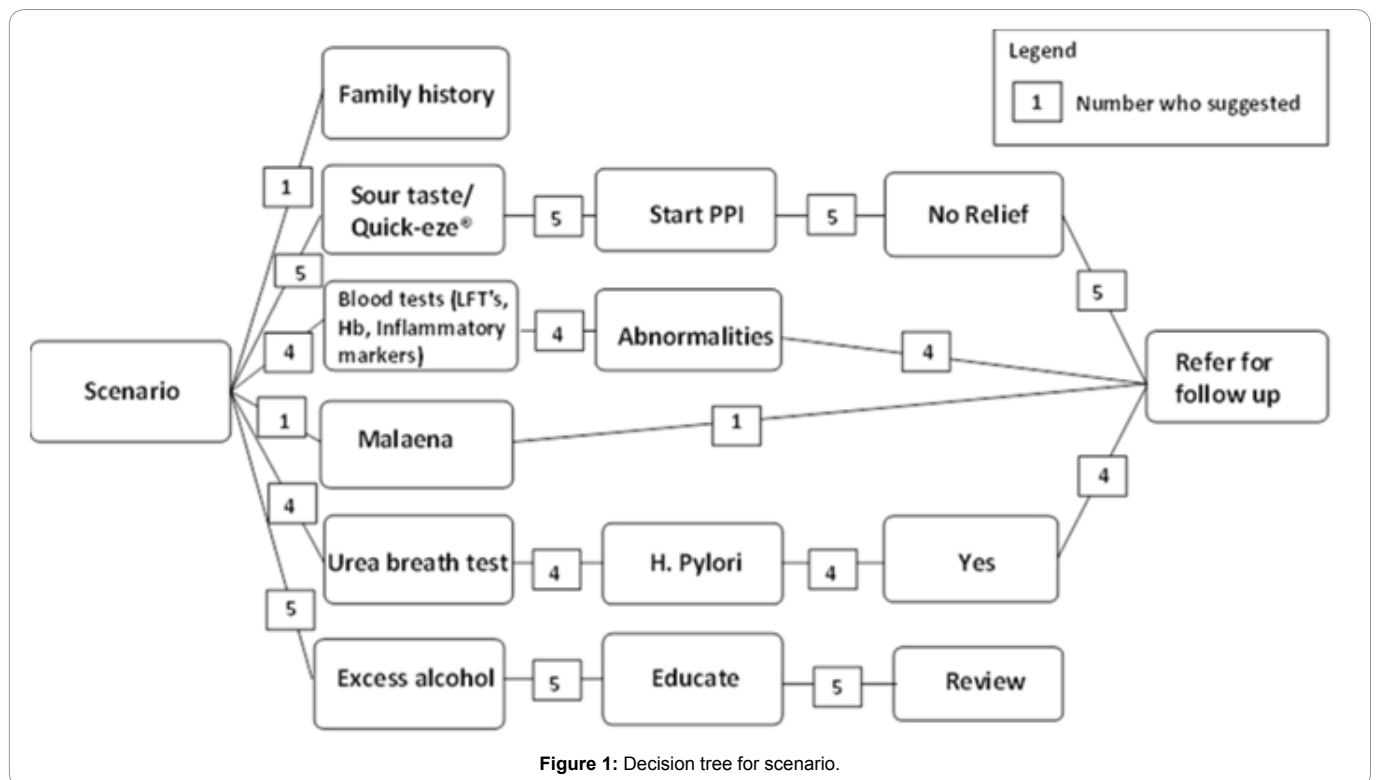 Legend
1 Number who suggested
Family history
1
Sour taste/
Quick-eze®
5
5
Start PPI
5
No Relief
5
Blood tests (LFT's,
Hb, Inflammatory
markers)
4
4
Abnormalities
4
Scenario
Refer for
follow up
1
Malaena
1
4
Urea breath test
4
H. Pylori
4
Yes
4
5
Excess alcohol
5
Educate
5
Review
Figure 1: Decision tree for scenario.